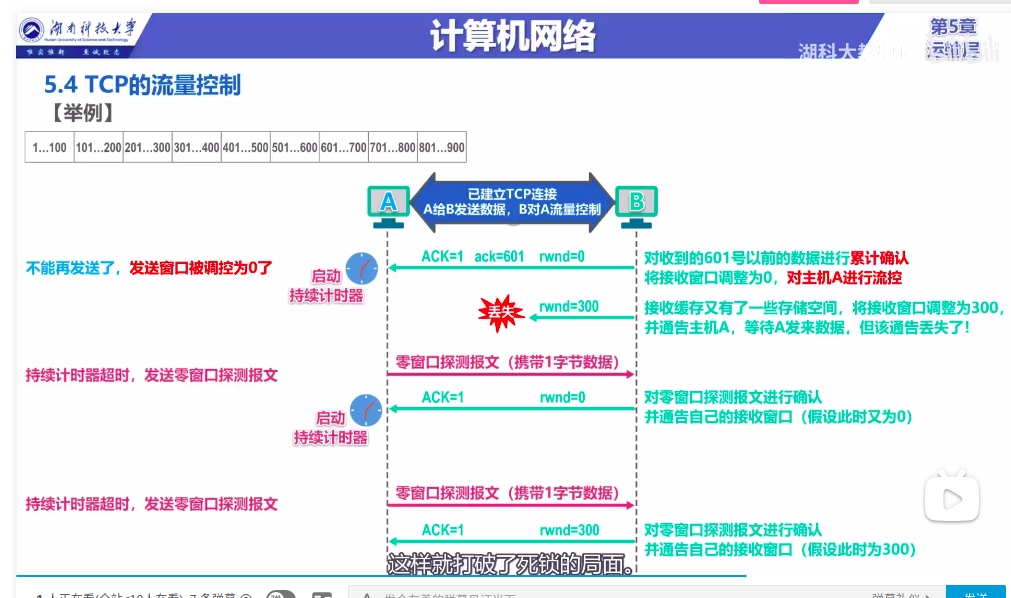 湖南科技大学
Hunan University of Science and Technology
唯实惟新 至诚致志
计算机网络
第5章
运输层
湖科大教
5.4 TCP的流量控制
【举例】
1…100 101…200 201…300 301…400 401…500 501…600 601…700 701…800 801…900
A
已建立TCP连接
A给B发送数据，B对A流量控制
B
不能再发送了，发送窗口被调控为0了
启动
持续计时器
ACK=1 ack=601 rwnd=0
对收到的601号以前的数据进行累计确认
将接收窗口调整为0，对主机A进行流控
丢失
rwnd=300
接收缓存又有了一些存储空间，将接收窗口调整为300，
并通告主机A，等待A发来数据，但该通告丢失了！
持续计时器超时，发送零窗口探测报文
零窗口探测报文（携带1字节数据）
启动
持续计时器
ACK=1 rwnd=0
对零窗口探测报文进行确认
并通告自己的接收窗口（假设此时又为0）
持续计时器超时，发送零窗口探测报文
零窗口探测报文（携带1字节数据）
ACK=1 rwnd=300
对零窗口探测报文进行确认
并通告自己的接收窗口（假设此时为300）
这样就打破了死锁的局面。
发送